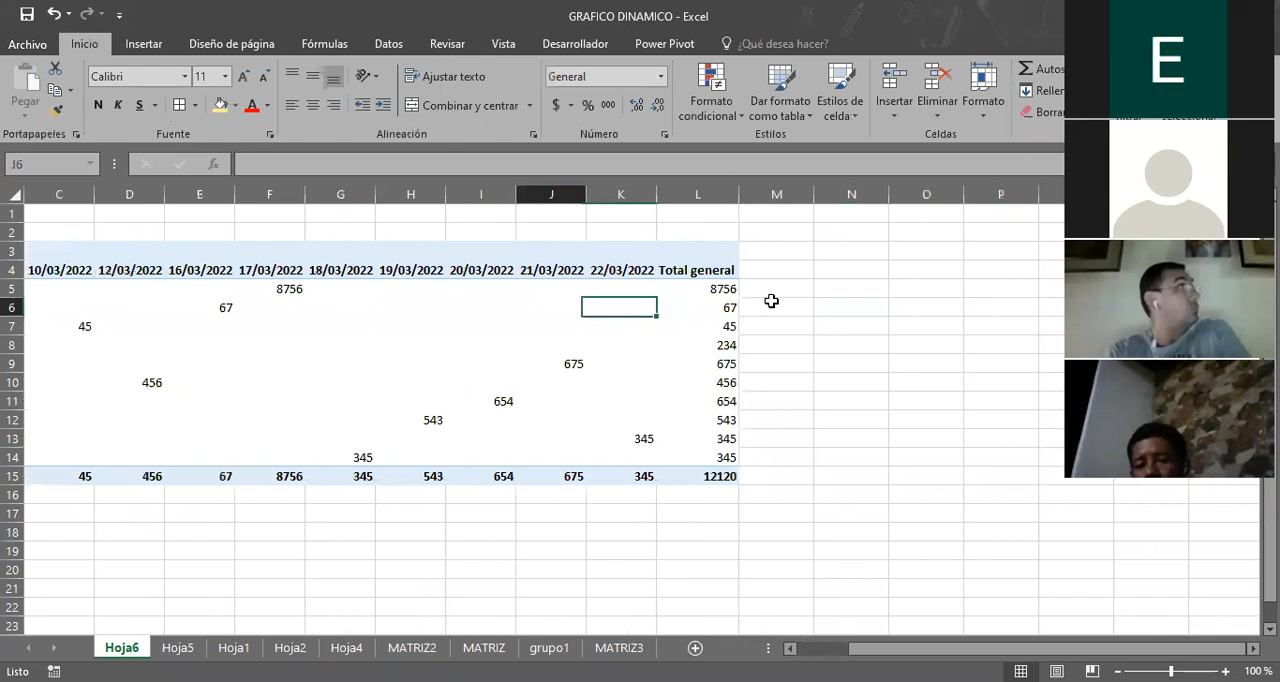 GRAFICO DINAMICO - Excel
E
Archivo Inicio Insertar Diseño de página Fórmulas Datos Revisar Vista Desarrollador Power Pivot ¿Qué desea hacer?
Pegar Calibri 11 Ajustar texto General Formato condicional Dar formato como tabla Estilos de celda Insertar Eliminar Formato Autos
N K S Combinar y centrar $ % 000 Rellen
Borrar
Portapapeles Fuente Alineación Número Estilos Celdas
J6 fx
C D E F G H I J K L M N O P
1
2
3
4 10/03/2022 12/03/2022 16/03/2022 17/03/2022 18/03/2022 19/03/2022 20/03/2022 21/03/2022 22/03/2022 Total general
5 8756 8756
6 67 67
7 45 45
8 234
9 675 675
10 456 456
11 654 654
12 543 543
13 345 345
14 345 345
15 45 456 67 8756 345 543 654 675 345 12120
16
17
18
19
20
21
22
23
Hoja6 Hoja5 Hoja1 Hoja2 Hoja4 MATRIZ2 MATRIZ grupo1 MATRIZ3
Listo 100 %